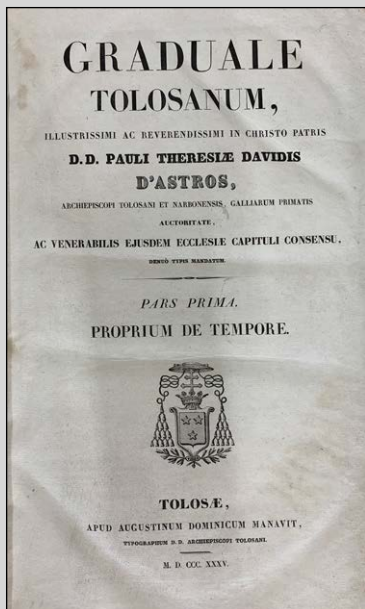 GRADUALE
TOLOSANUM,
ILLUSTRISSIMI AC REVERENDISSIMI IN CHRISTO PATRIS
D.D. PAULI THERESIÆ DAVIDIS
D'ASTROS,
ARCHIEPISCOPI TOLOSANI ET NARBONENSIS, GALLIARUM PRIMATIS
AUCTORITATE,
AC VENERABILIS EJUSDEM ECCLESIÆ CAPITULI CONSENSU,
DENUÒ TYPIS MANDATUM.
PARS PRIMA.
PROPRIUM DE TEMPORE.
TOLOSÆ,
APUD AUGUSTINUM DOMINICUM MANAVIT,
TYPOGRAPHUM D.D. ARCHIEPISCOPI TOLOSANI.
M. D. CCC. XXXV.